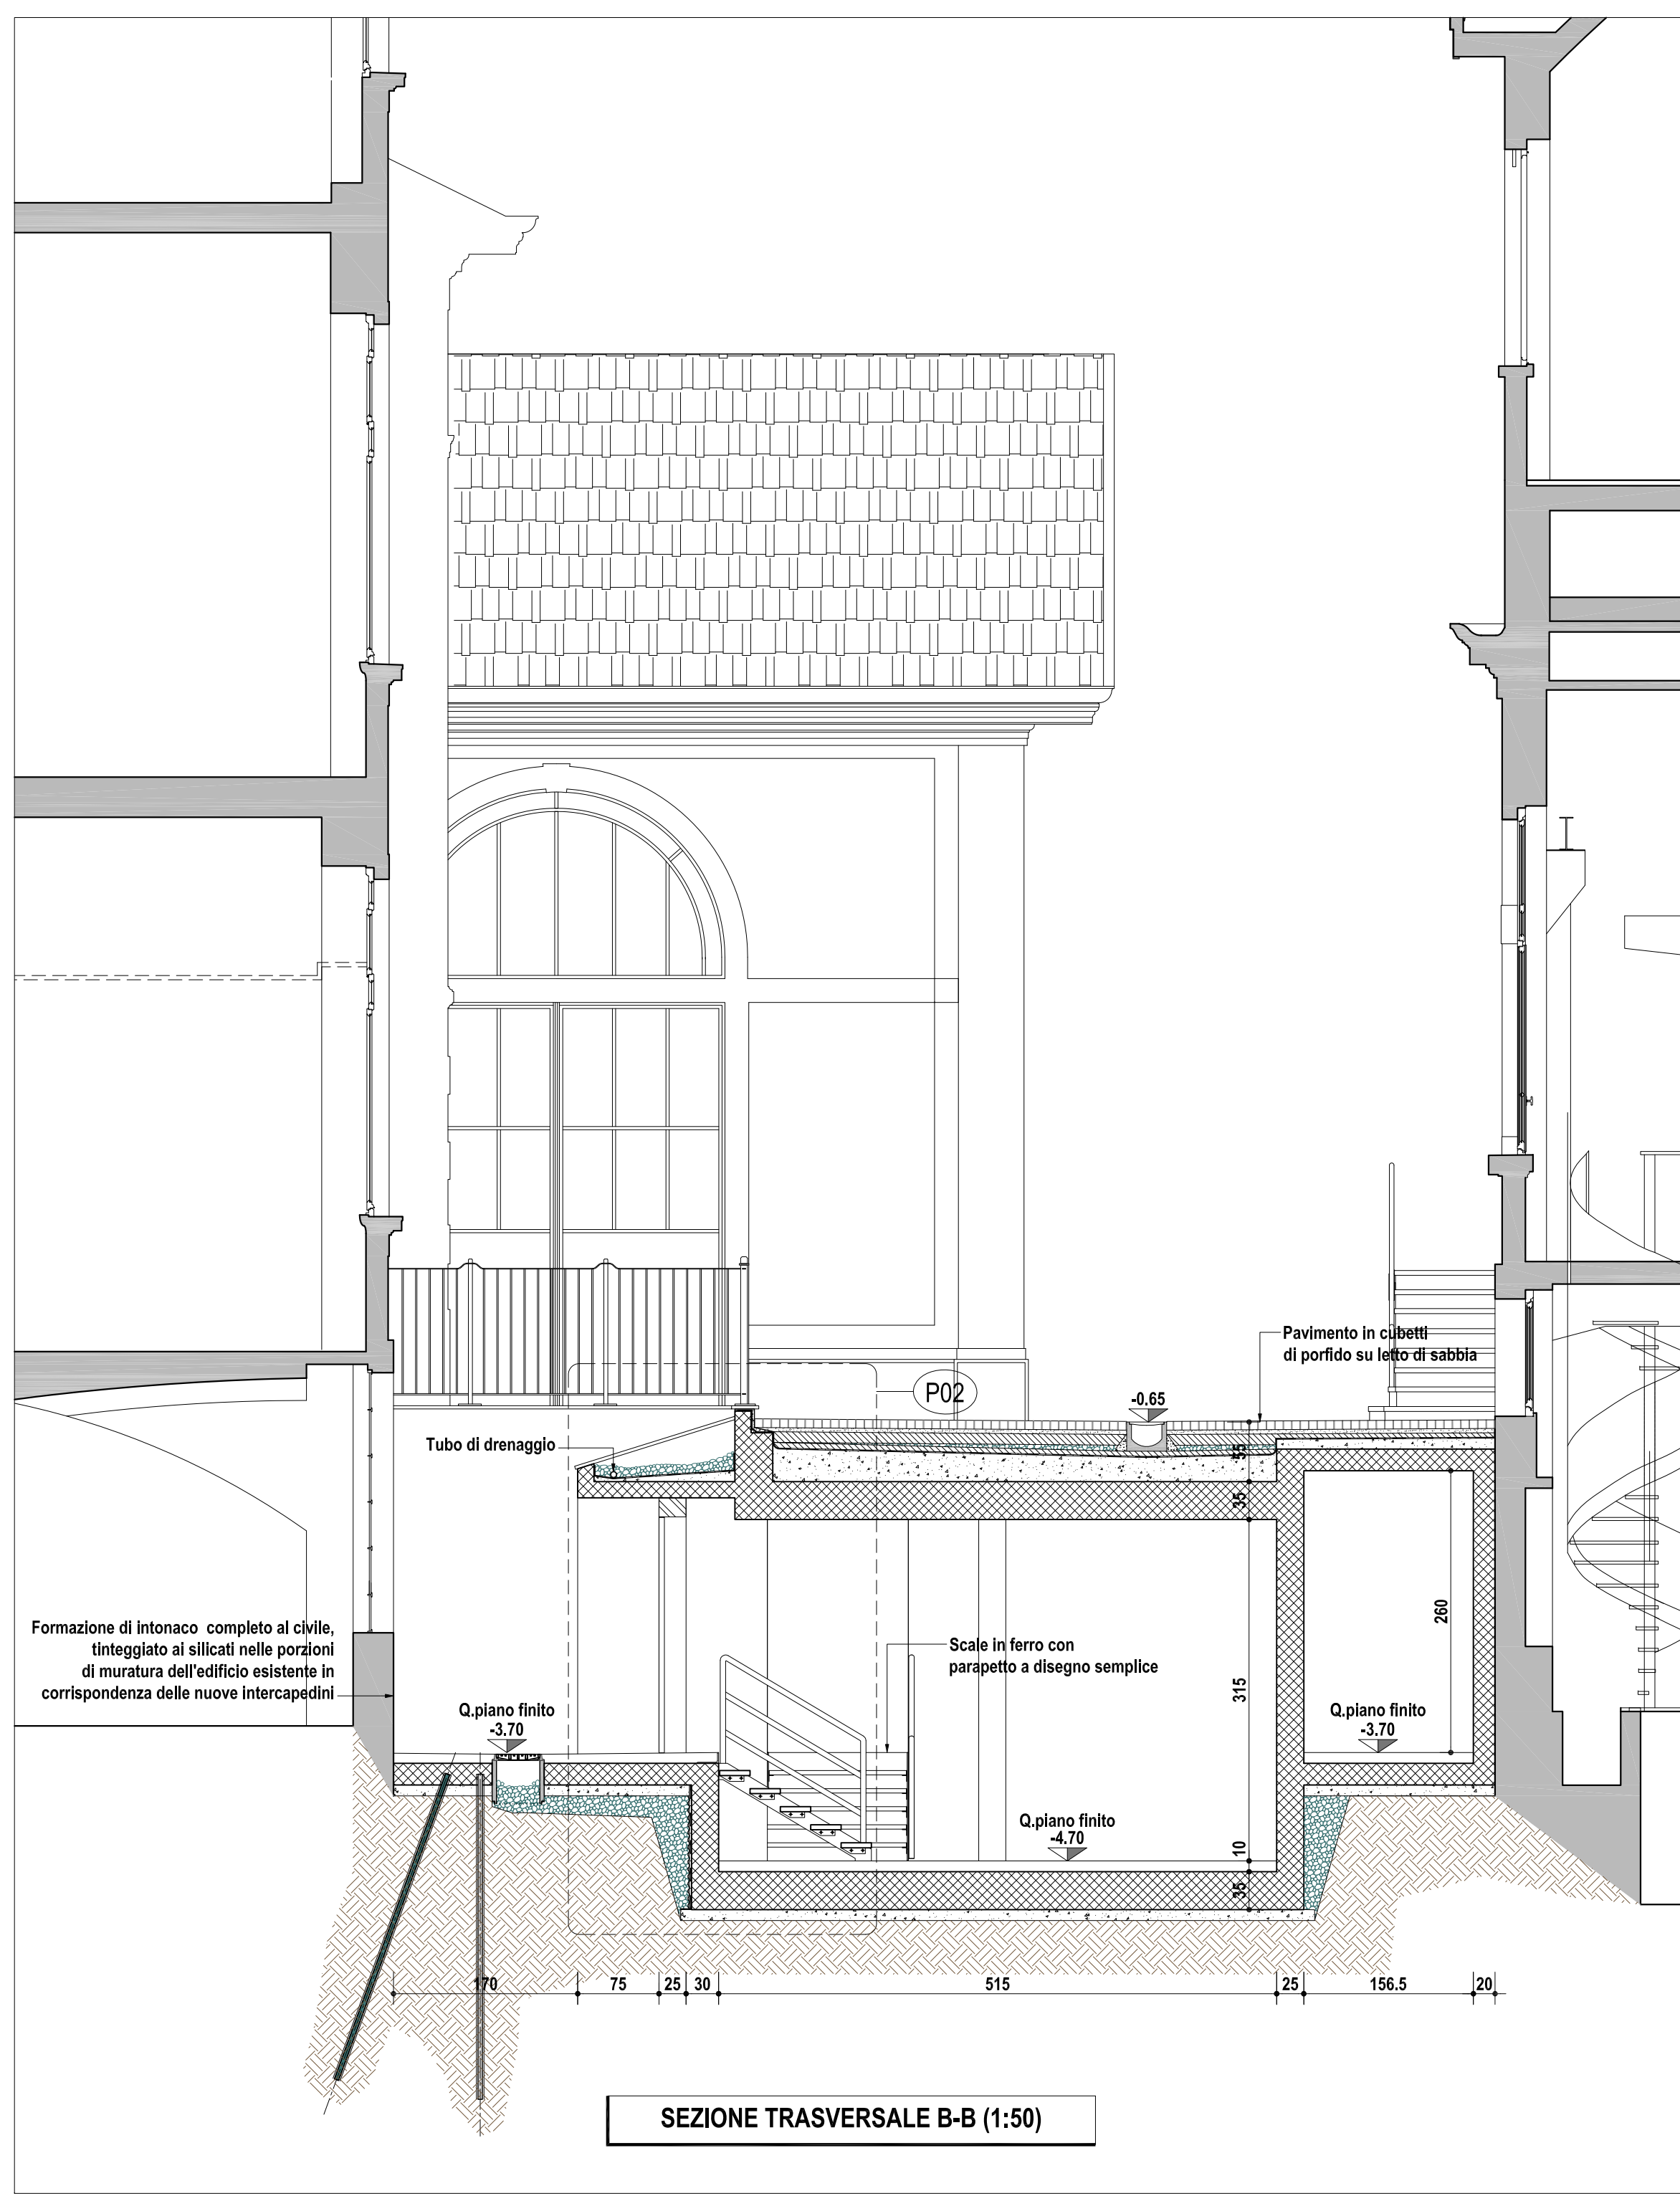 Pavimento in cubetti
di porfido su letto di sabbia
P02
-0.65
Tubo di drenaggio
55
35
260
Formazione di intonaco completo al civile,
tinteggiato ai silicati nelle porzioni
di muratura dell'edificio esistente in
corrispondenza delle nuove intercapedini
Scale in ferro con
parapetto a disegno semplice
315
Q.piano finito
-3.70
Q.piano finito
-3.70
Q.piano finito
-4.70
10
35
170 75 25 30 515 25 156.5 20
SEZIONE TRASVERSALE B-B (1:50)